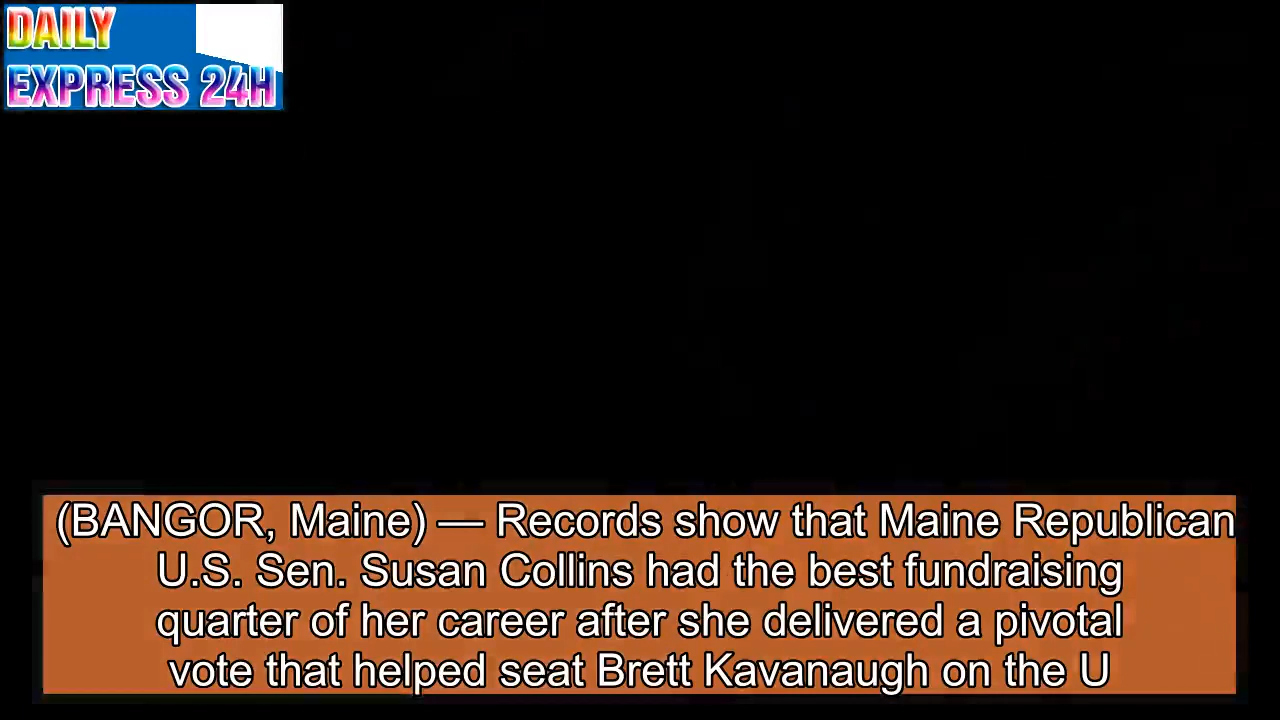 DAILY
EXPRESS 24H
(BANGOR, Maine) — Records show that Maine Republican
U.S. Sen. Susan Collins had the best fundraising
quarter of her career after she delivered a pivotal
vote that helped seat Brett Kavanaugh on the U